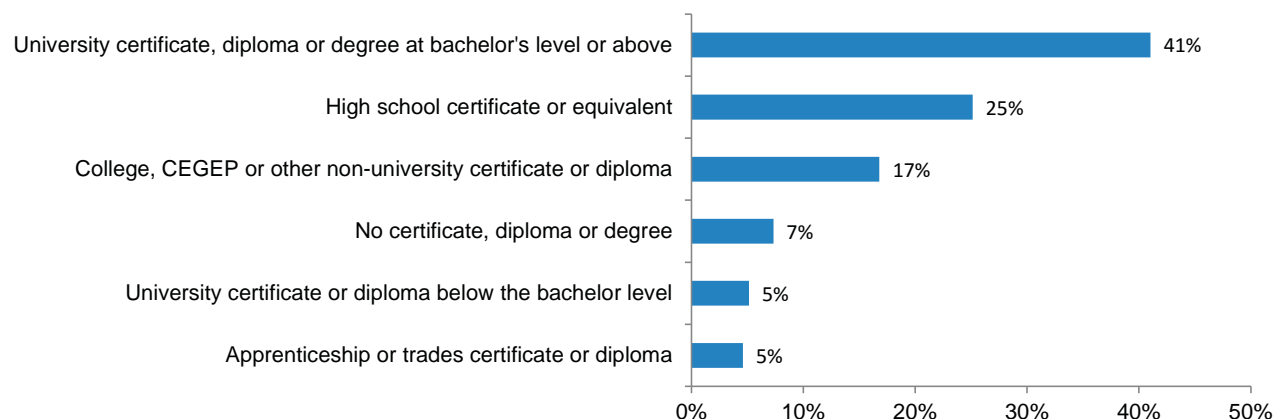 University certificate, diploma or degree at bachelor's level or above 41%
High school certificate or equivalent 25%
College, CEGEP or other non-university certificate or diploma 17%
No certificate, diploma or degree 7%
University certificate or diploma below the bachelor level 5%
Apprenticeship or trades certificate or diploma 5%
0% 10% 20% 30% 40% 50%